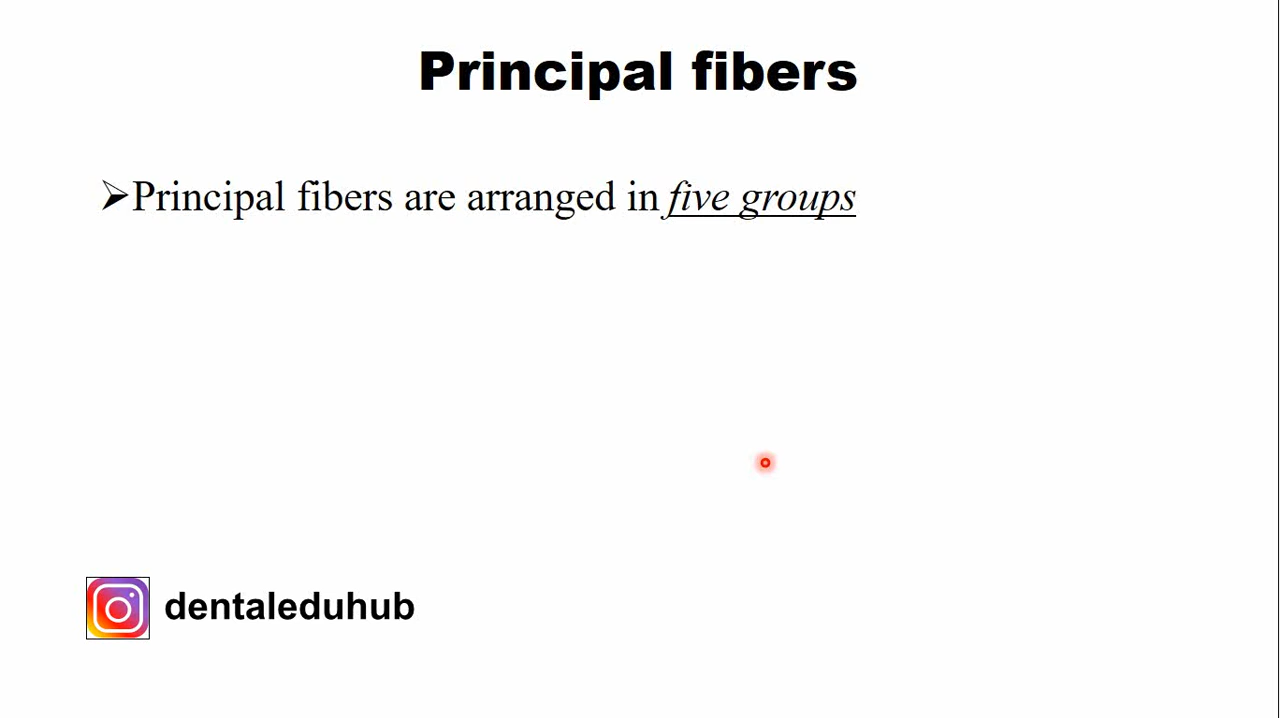 Principal fibers
➢Principal fibers are arranged in five groups
dentaleduhub